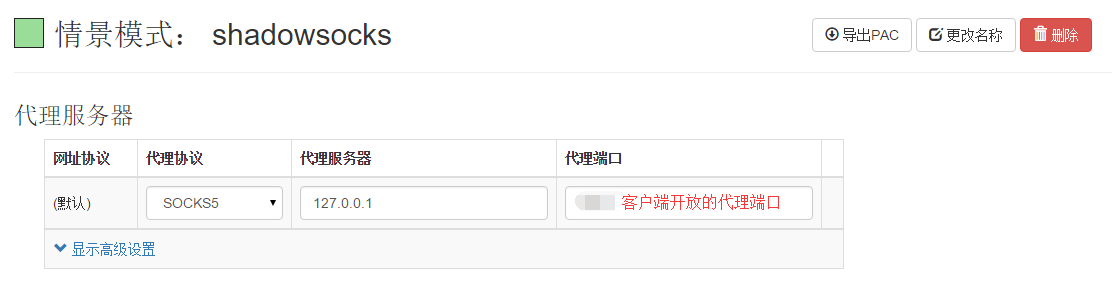 情景模式： shadowsocks
导出PAC 更改名称 删除
代理服务器
网址协议 代理协议 代理服务器 代理端口
(默认) SOCKS5 127.0.0.1 客户端开放的代理端口
显示高级设置